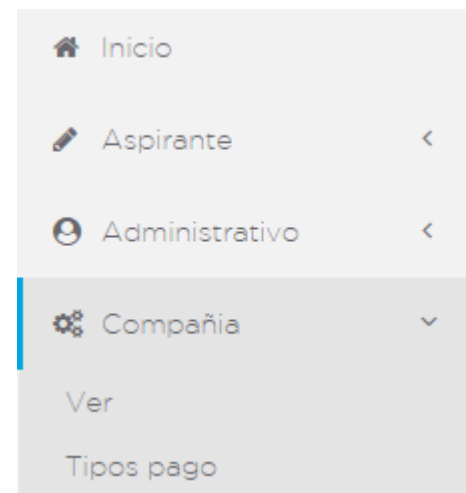 Inicio
Aspirante
Administrativo
Compañia
Ver
Tipos pago